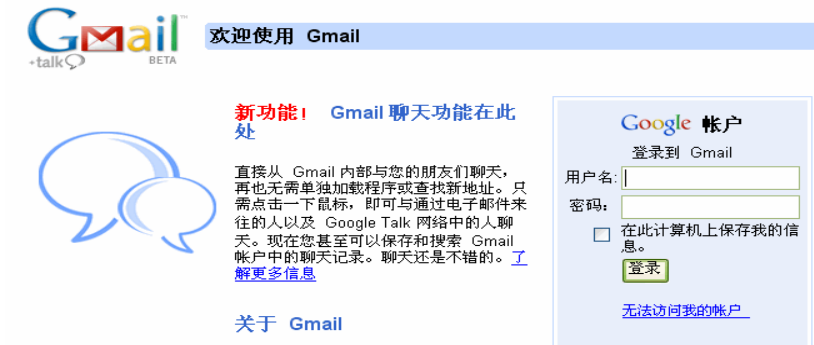 Gmail
+talk BETA
欢迎使用 Gmail
新功能! Gmail 聊天功能在此
处
直接从 Gmail 内部与您的朋友们聊天，
再也无需单独加载程序或查找新地址。只
需点击一下鼠标，即可与通过电子邮件来
往的人以及 Google Talk 网络中的人聊
天。现在您甚至可以保存和搜索 Gmail
帐户中的聊天记录。聊天还是不错的。了
解更多信息
关于 Gmail
Google 帐户
登录到 Gmail
用户名:
密码:
在此计算机上保存我的信
息。
登录
无法访问我的帐户